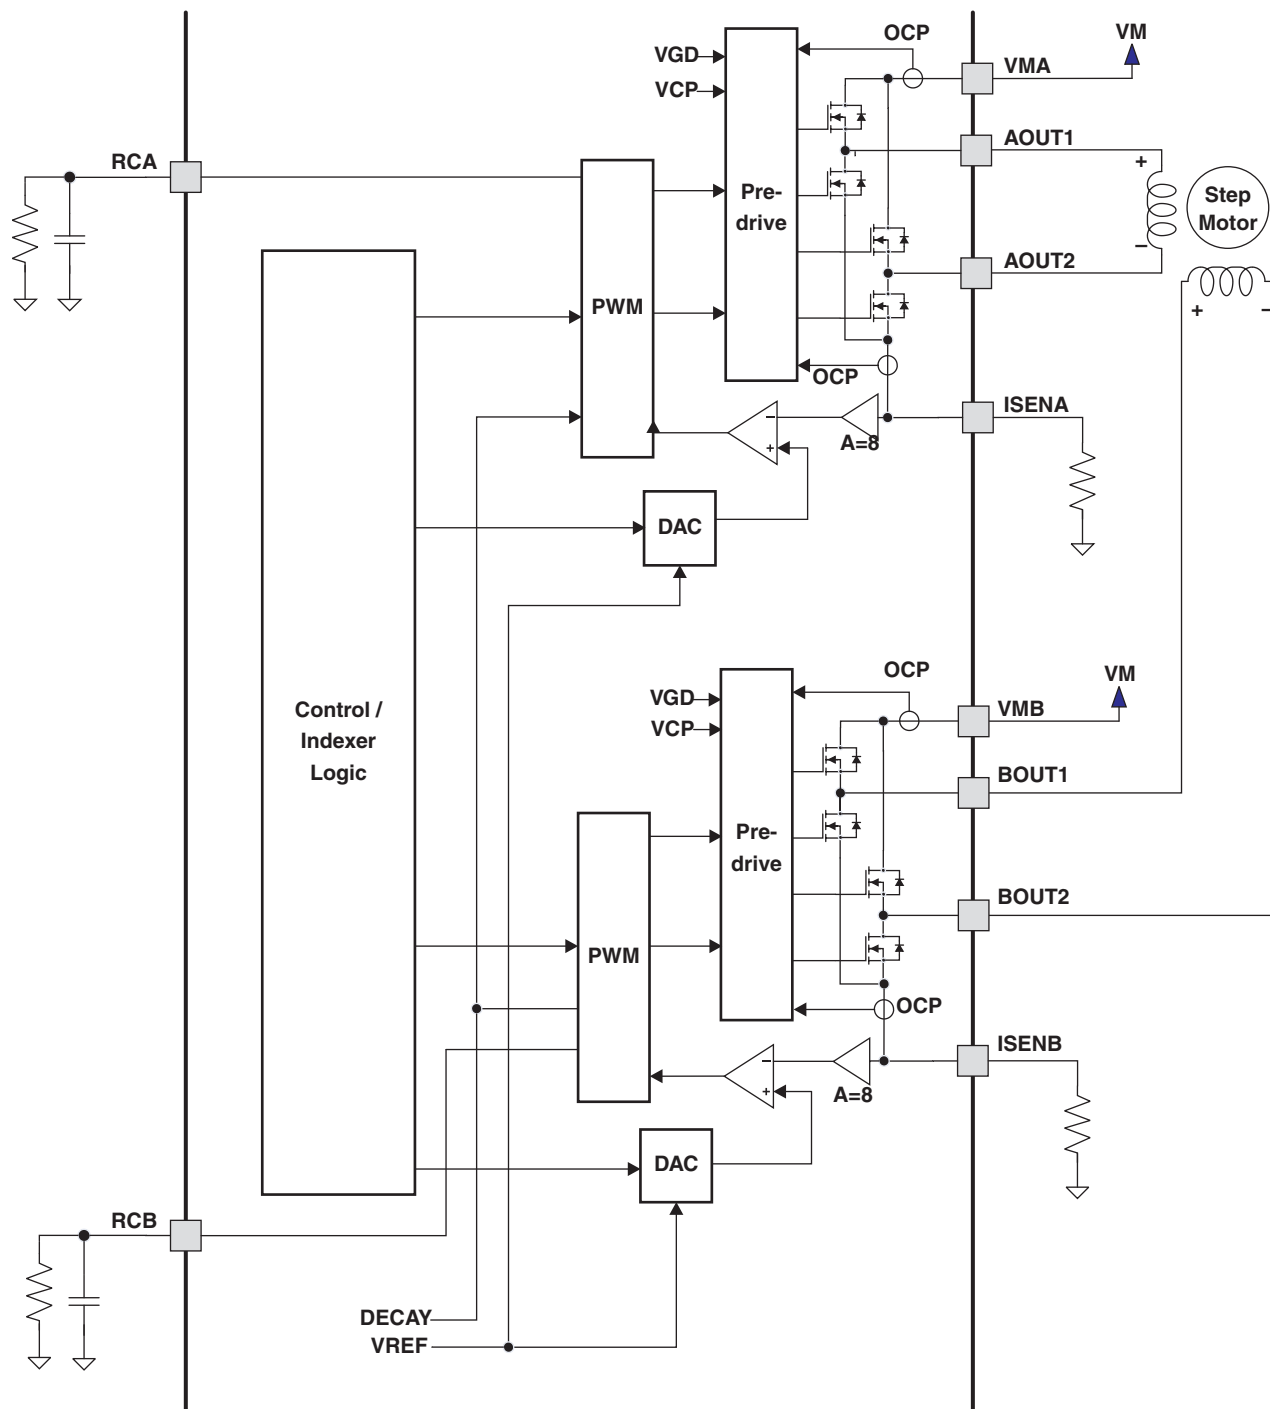 OCP
VM
VGD
VMA
VCP
AOUT1
RCA
+
Pre-
drive
Step
Motor
AOUT2
−
PWM
+
−
OCP
ISENA
−
+
A=8
DAC
OCP
VM
VGD
VMB
VCP
Control /
Indexer
Logic
BOUT1
Pre-
drive
BOUT2
PWM
OCP
ISENB
−
+
A=8
DAC
RCB
DECAY
VREF